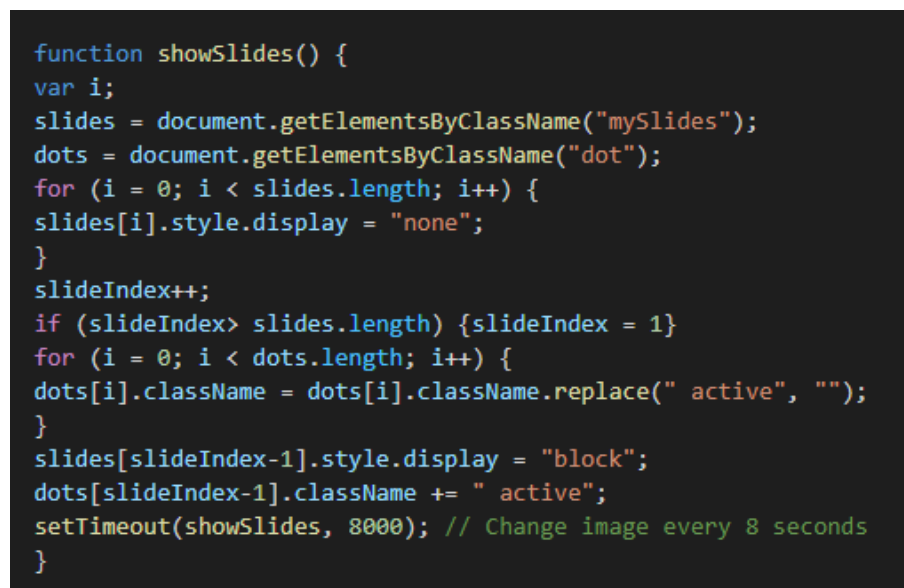 function showSlides() {
var i;
slides = document.getElementsByClassName("mySlides");
dots = document.getElementsByClassName("dot");
for (i = 0; i < slides.length; i++) {
slides[i].style.display = "none";
}
slideIndex++;
if (slideIndex> slides.length) {slideIndex = 1}
for (i = 0; i < dots.length; i++) {
dots[i].className = dots[i].className.replace(" active", "");
}
slides[slideIndex-1].style.display = "block";
dots[slideIndex-1].className += " active";
setTimeout(showSlides, 8000); // Change image every 8 seconds
}